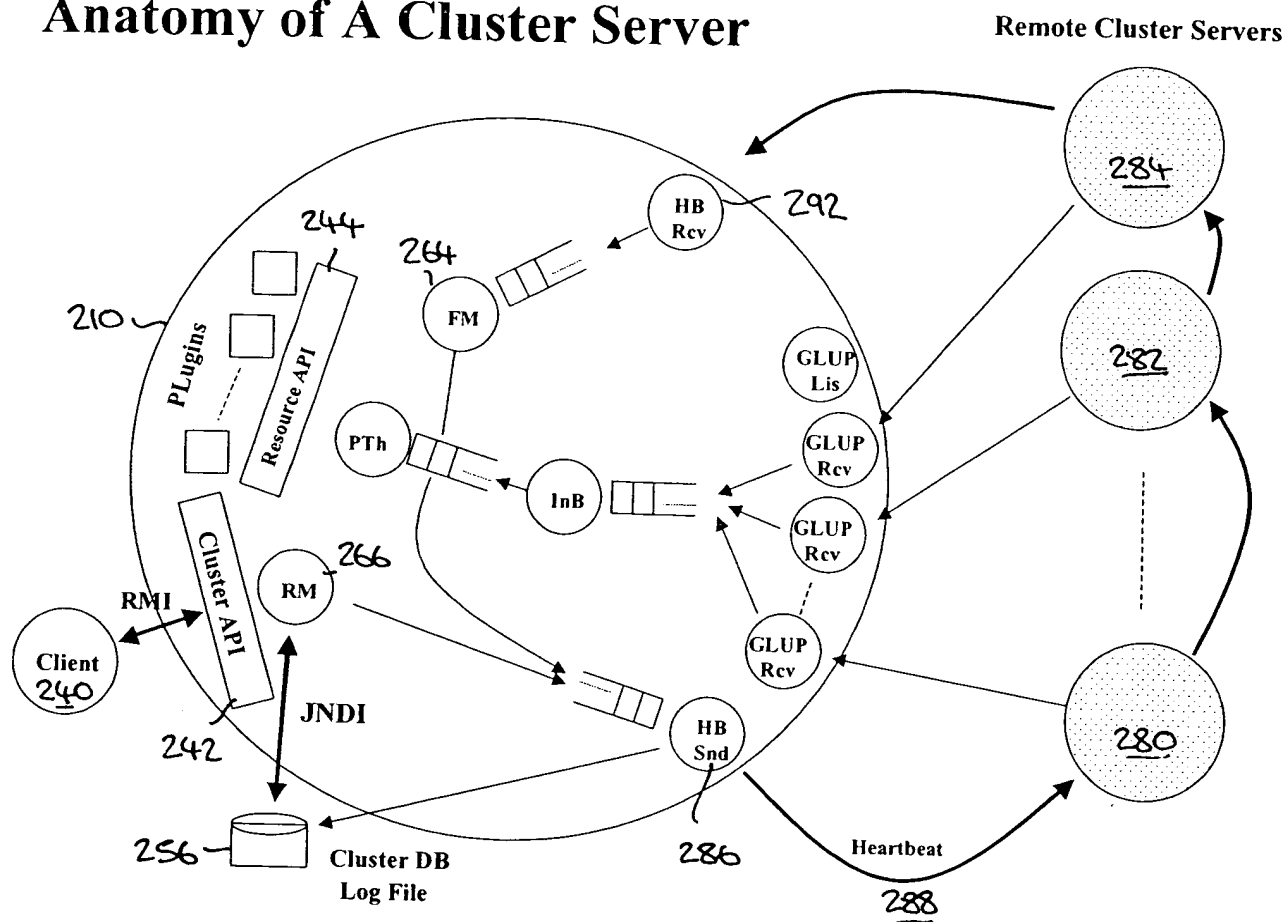 Anatomy of A Cluster Server
Remote Cluster Servers
284
HB
Rcv
292
244
264
FM
210
PLugins
Resource API
282
GLUP
Lis
PTh
GLUP
Rcv
InB
GLUP
Rcv
Cluster API
RM
266
RMI
Client
240
GLUP
Rcv
JNDI
242
HB
Snd
280
256
Cluster DB
Log File
286
Heartbeat
288